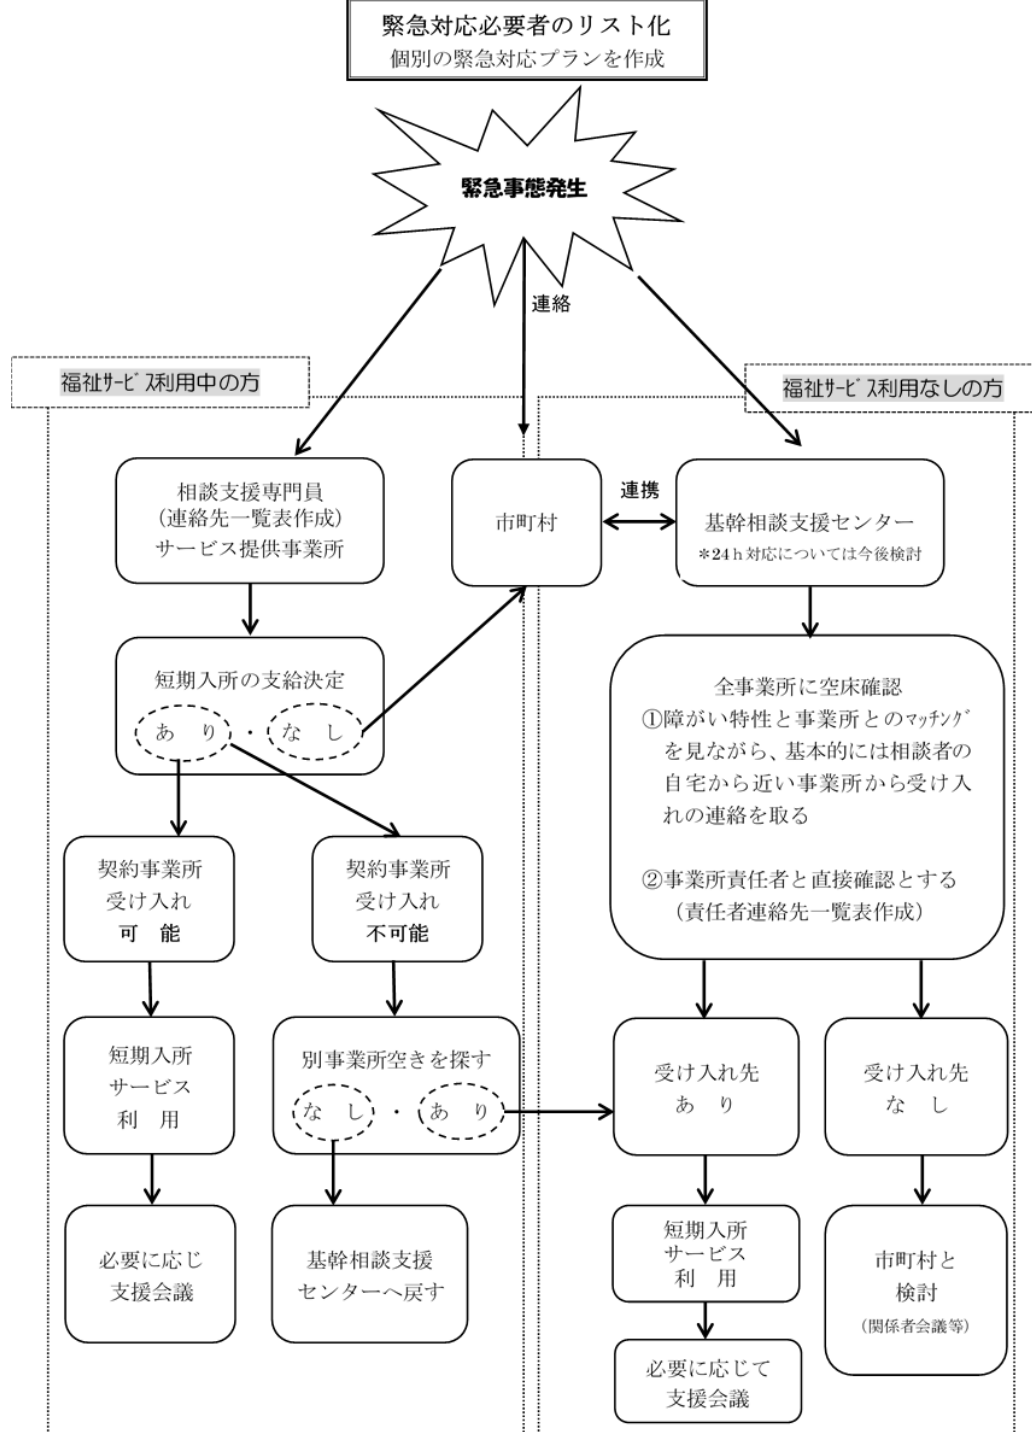 緊急対応必要者のリスト化
個別の緊急対応プランを作成
緊急事態発生
連絡
福祉ｻｰﾋﾞｽ利用中の方
福祉ｻｰﾋﾞｽ利用なしの方
相談支援専門員
（連絡先一覧表作成）
サービス提供事業所
市町村
連携
基幹相談支援センター
＊24ｈ対応については今後検討
短期入所の支給決定
あ　り　・　な　し
全事業所に空床確認
①障がい特性と事業所とのﾏｯﾁﾝｸﾞ
を見ながら、基本的には相談者の
自宅から近い事業所から受け入
れの連絡を取る
②事業所責任者と直接確認とする
（責任者連絡先一覧表作成）
契約事業所
受け入れ
可　能
契約事業所
受け入れ
不可能
短期入所
サービス
利　用
別事業所空きを探す
な　し　・　あ　り
受け入れ先
あ　り
受け入れ先
な　し
必要に応じ
支援会議
基幹相談支援
センターへ戻す
短期入所
サービス
利　用
市町村と
検討
（関係者会議等）
必要に応じて
支援会議